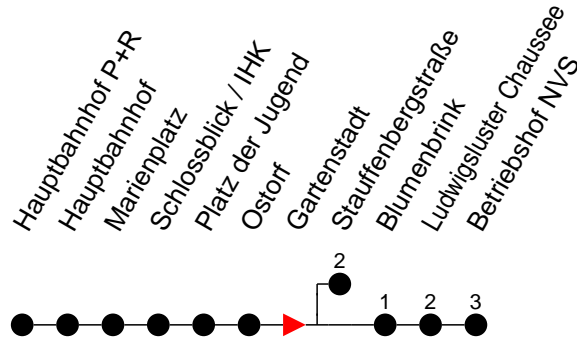 Hauptbahnhof P+R
Hauptbahnhof
Marienplatz
Schlossblick / IHK
Platz der Jugend
Ostorf
Gartenstadt
Stauffenbergstraße
Blumenbrink
Ludwigsluster Chaussee
Betriebshof NVS
2
1 2 3